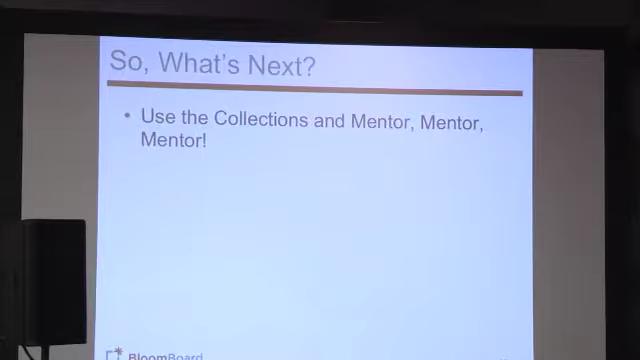 So, What's Next?
• Use the Collections and Mentor, Mentor,
Mentor!
BloomBoard